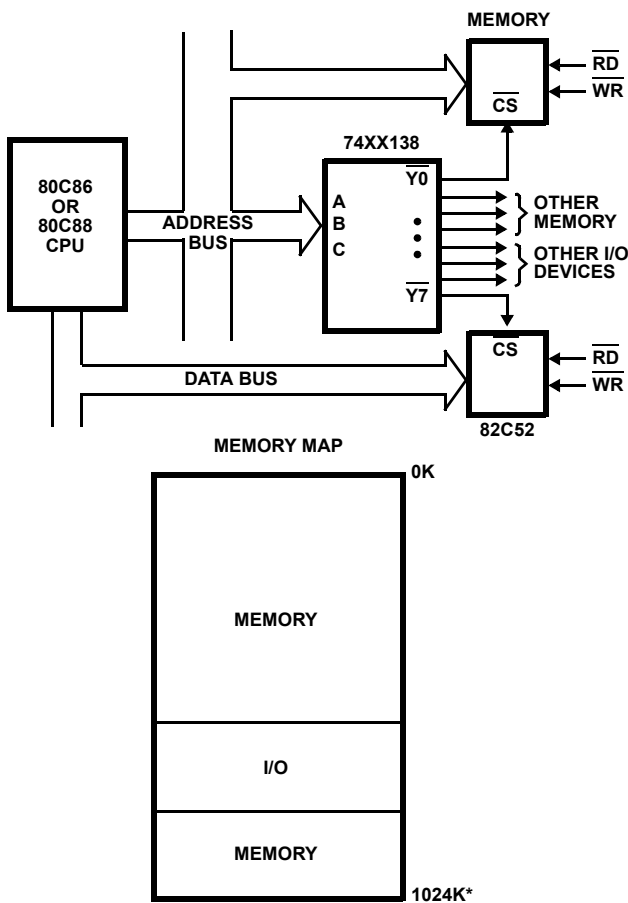 MEMORY
RD
WR
CS
74XX138
Y0
80C86
OR
80C88
CPU
ADDRESS
BUS
A
B
C
OTHER
MEMORY
OTHER I/O
DEVICES
Y7
CS
RD
WR
DATA BUS
82C52
MEMORY MAP
0K
MEMORY
I/O
MEMORY
1024K*